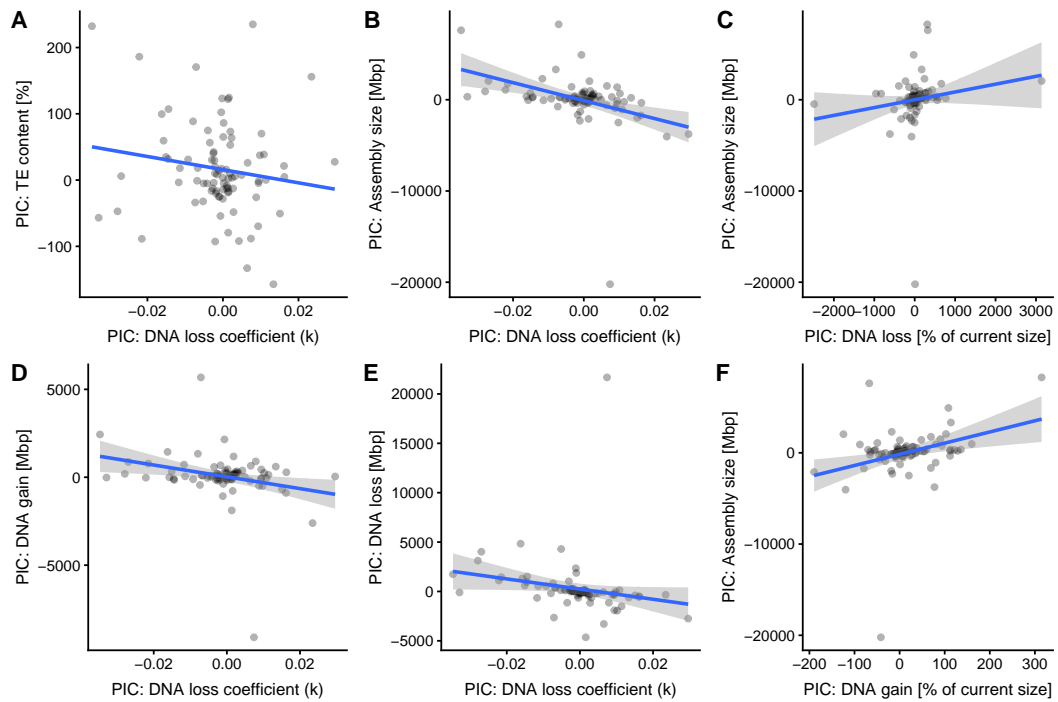 A
PIC: TE content [%]
200
100
0
−100
−0.02
0.00
0.02
PIC: DNA loss coefficient (k)
B
PIC: Assembly size [Mbp]
0
−10000
−20000
−0.02
0.00
0.02
PIC: DNA loss coefficient (k)
C
PIC: Assembly size [Mbp]
0
−10000
−20000
−2000
−1000
0
1000
2000
3000
PIC: DNA loss [% of current size]
D
PIC: DNA gain [Mbp]
5000
0
−5000
−0.02
0.00
0.02
PIC: DNA loss coefficient (k)
E
PIC: DNA loss [Mbp]
20000
15000
10000
5000
0
−5000
−0.02
0.00
0.02
PIC: DNA loss coefficient (k)
F
PIC: Assembly size [Mbp]
0
−10000
−20000
−200
−100
0
100
200
300
PIC: DNA gain [% of current size]